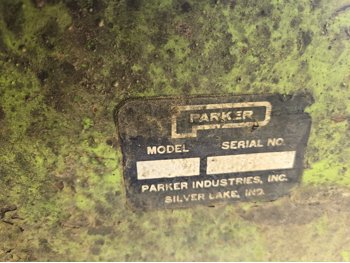 PARKER
MODEL SERIAL NO.
PARKER INDUSTRIES, INC.
SILVER LAKE, IND.